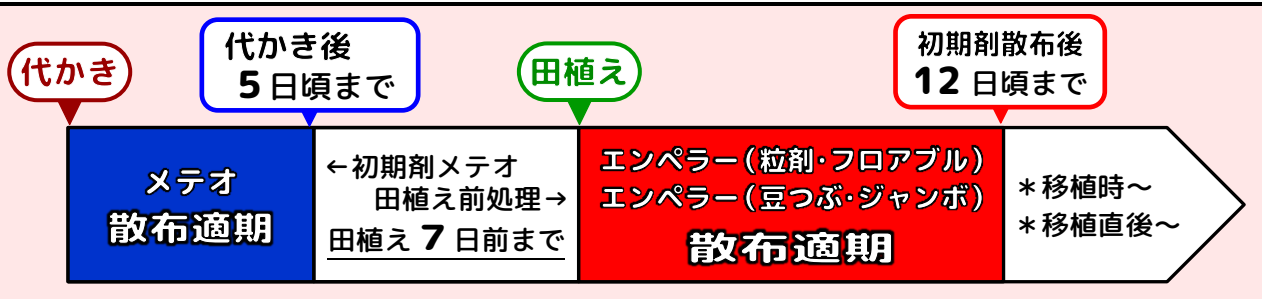 代かき
代かき後
5日頃まで
田植え
初期剤散布後
12日頃まで
メテオ
散布適期
←初期剤メテオ
田植え前処理→
田植え7日前まで
エンペラー(粒剤・フロアブル)
エンペラー(豆つぶ・ジャンボ)
散布適期
＊移植時～
＊移植直後～